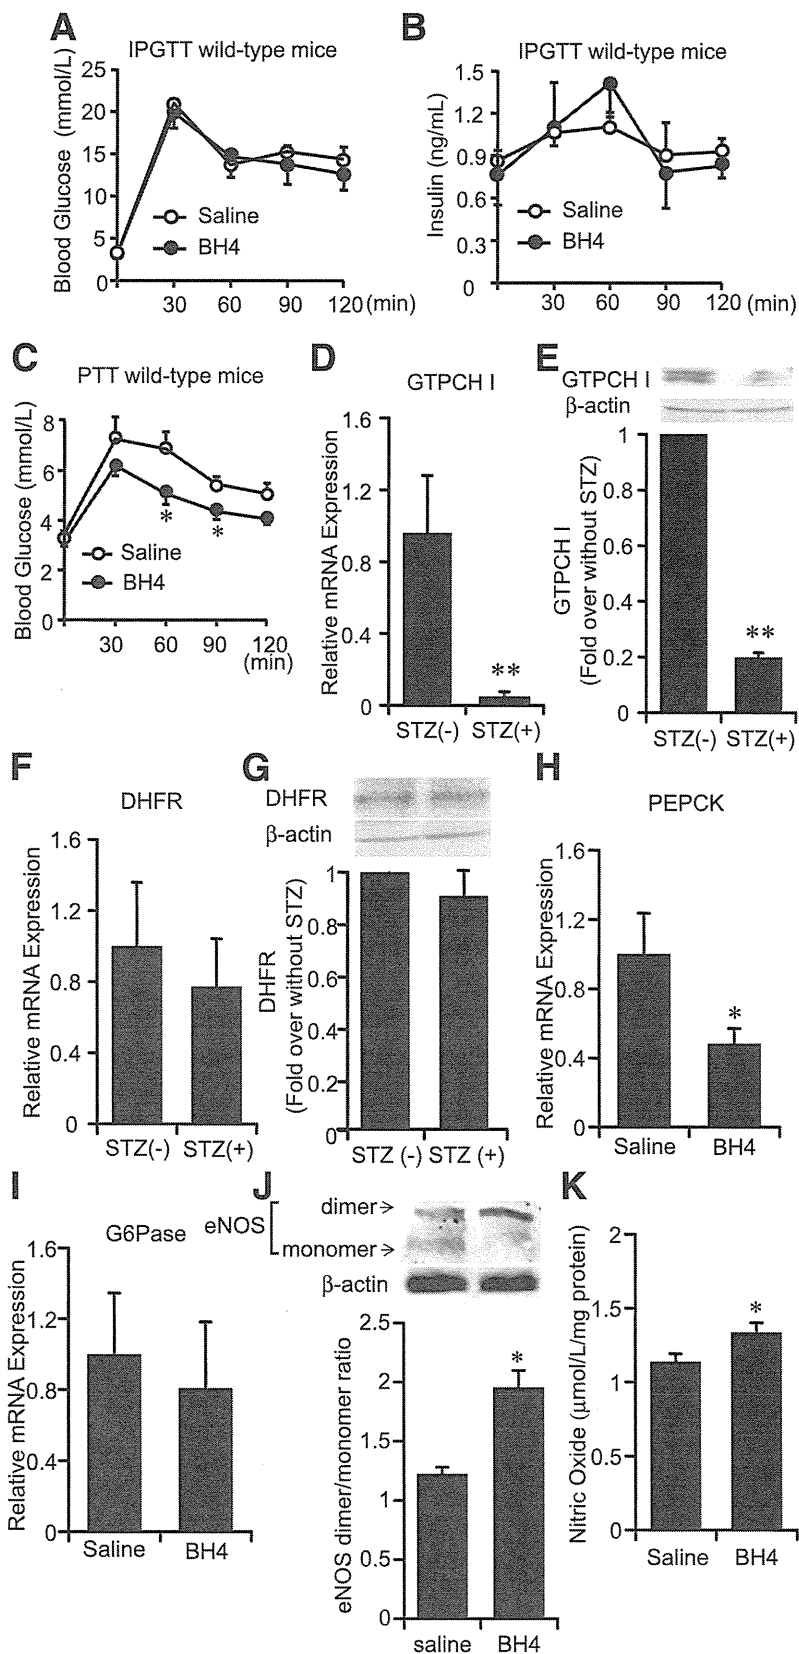 A
IPGTT wild-type mice
Blood Glucose (mmol/L)
25
20
15
10
5
0
Saline
BH4
30 60 90 120 (min)
B
IPGTT wild-type mice
Insulin (ng/mL)
1.5
1.2
0.9
0.6
0.3
0
Saline
BH4
30 60 90 120 (min)
C
PTT wild-type mice
Blood Glucose (mmol/L)
8
6
4
2
0
* *
Saline
BH4
30 60 90 120
(min)
D
GTPCH I
Relative mRNA Expression
1.6
1.2
0.8
0.4
0
**
STZ(-) STZ(+)
E
GTPCH I
β-actin
GTPCH I
(Fold over without STZ)
1
0.8
0.6
0.4
0.2
0
**
STZ(-) STZ(+)
F
DHFR
Relative mRNA Expression
1.6
1.2
0.8
0.4
0
STZ(-) STZ(+)
G
DHFR
β-actin
DHFR
(Fold over without STZ)
1
0.8
0.6
0.4
0.2
0
STZ (-) STZ (+)
H
PEPCK
Relative mRNA Expression
1.6
1.2
0.8
0.4
0
*
Saline BH4
I
G6Pase
Relative mRNA Expression
1.6
1.2
0.8
0.4
0
Saline BH4
J
eNOS
dimer→
monomer→
β-actin
eNOS dimer/monomer ratio
2.5
2
1.5
1
0.5
0
*
saline BH4
K
Nitric Oxide (μmol/L/mg protein)
2
1.5
1
0.5
0
*
Saline BH4